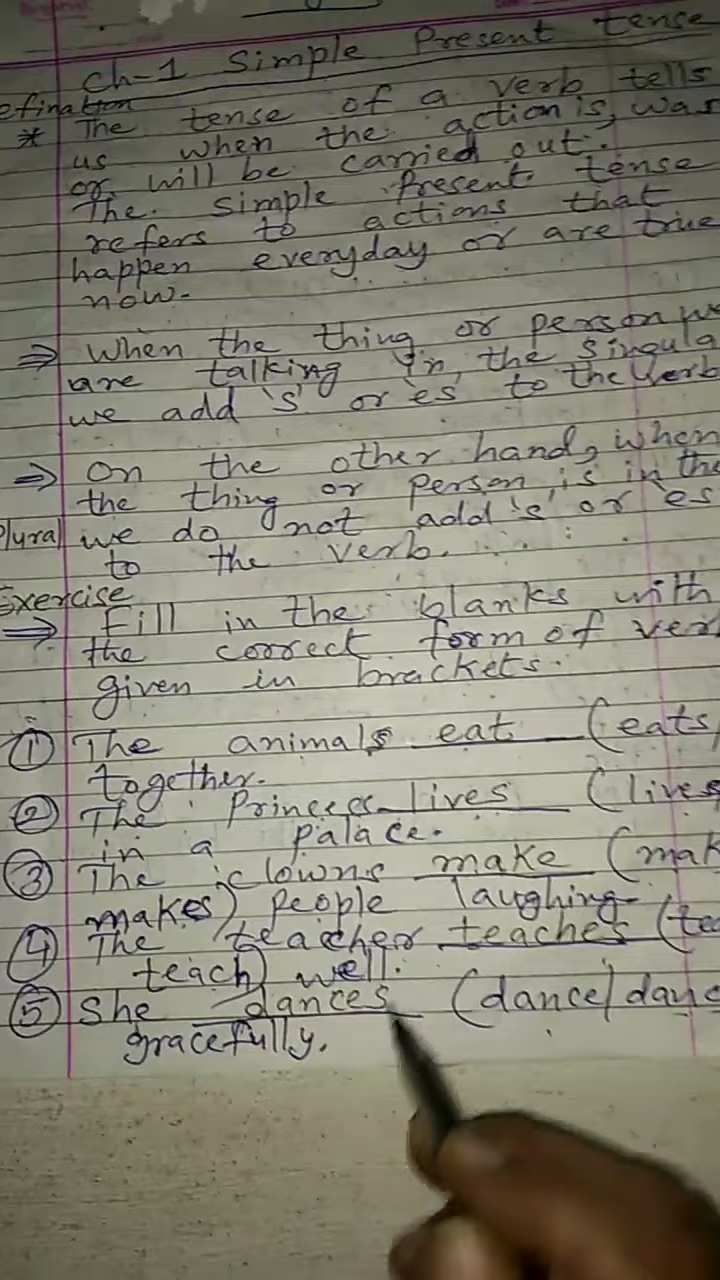 Ch-1 Simple Present tense
efination
* The tense of a verb tells
us when the action is, was
or will be carried out.
The simple Present tense
refers to actions that
happen everyday or are true
now.
⇒ When the thing or person we
are talking in the singula
we add 's' or 'es' to the verb
⇒ On the other hand, when
the thing or person is in the
plural we do not add 's' or 'es
to the verb.
Exercise
⇒ Fill in the blanks with
the correct form of ver
given in brackets.
① The animals eat (eats,
together.
② The Princess lives (lives
in a palace.
③ The clowns make (mak
makes) people laughing
④ The teacher teaches (tea
teach) well.
⑤ She dances (dance/danc
gracefully.